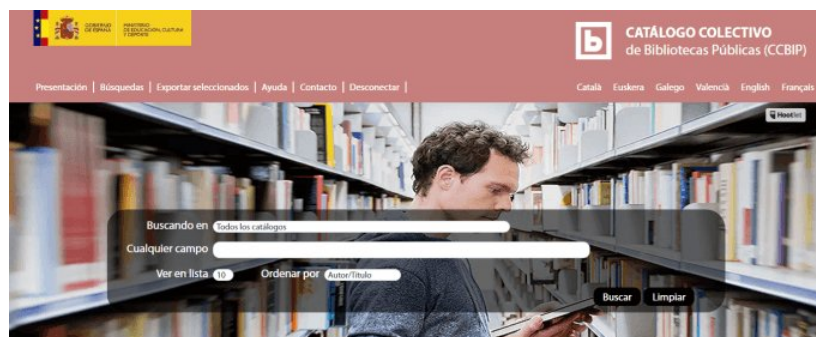 GOBIERNO
DE ESPAÑA
MINISTERIO
DE EDUCACIÓN, CULTURA
Y DEPORTE
CATÁLOGO COLECTIVO
de Bibliotecas Públicas (CCBIP)
Presentación | Búsquedas | Exportar seleccionados | Ayuda | Contacto | Desconectar |
Català Euskera Galego Valencià English Français
Hootlet
Buscando en Todos los catálogos
Cualquier campo
Ver en lista 10 Ordenar por Autor/Titulo
Buscar Limpiar